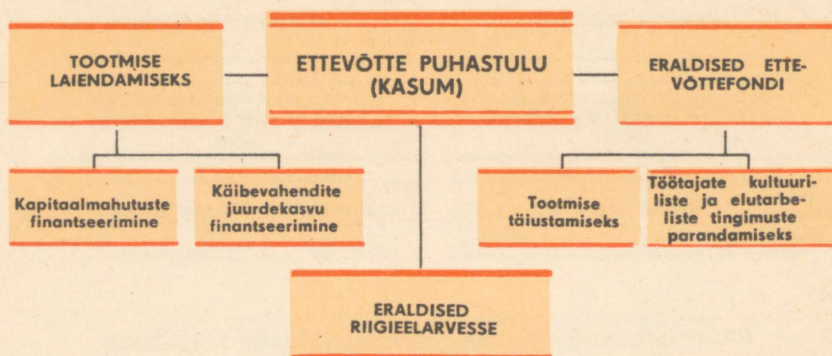 TOOTMISE
LAIENDAMISEKS
ETTEVÕTTE PUHASTULU
(KASUM)
ERALDISED ETTE-
VÕTTEFONDI
Kapitaalmahutuste
finantseerimine
Käibevahendite
juurdekasvu
finantseerimine
Tootmise
täiustamiseks
Töötajate kultuuri-
liste ja elutarbe-
liste tingimuste
parandamiseks
ERALDISED
RIIGIEELARVESSE